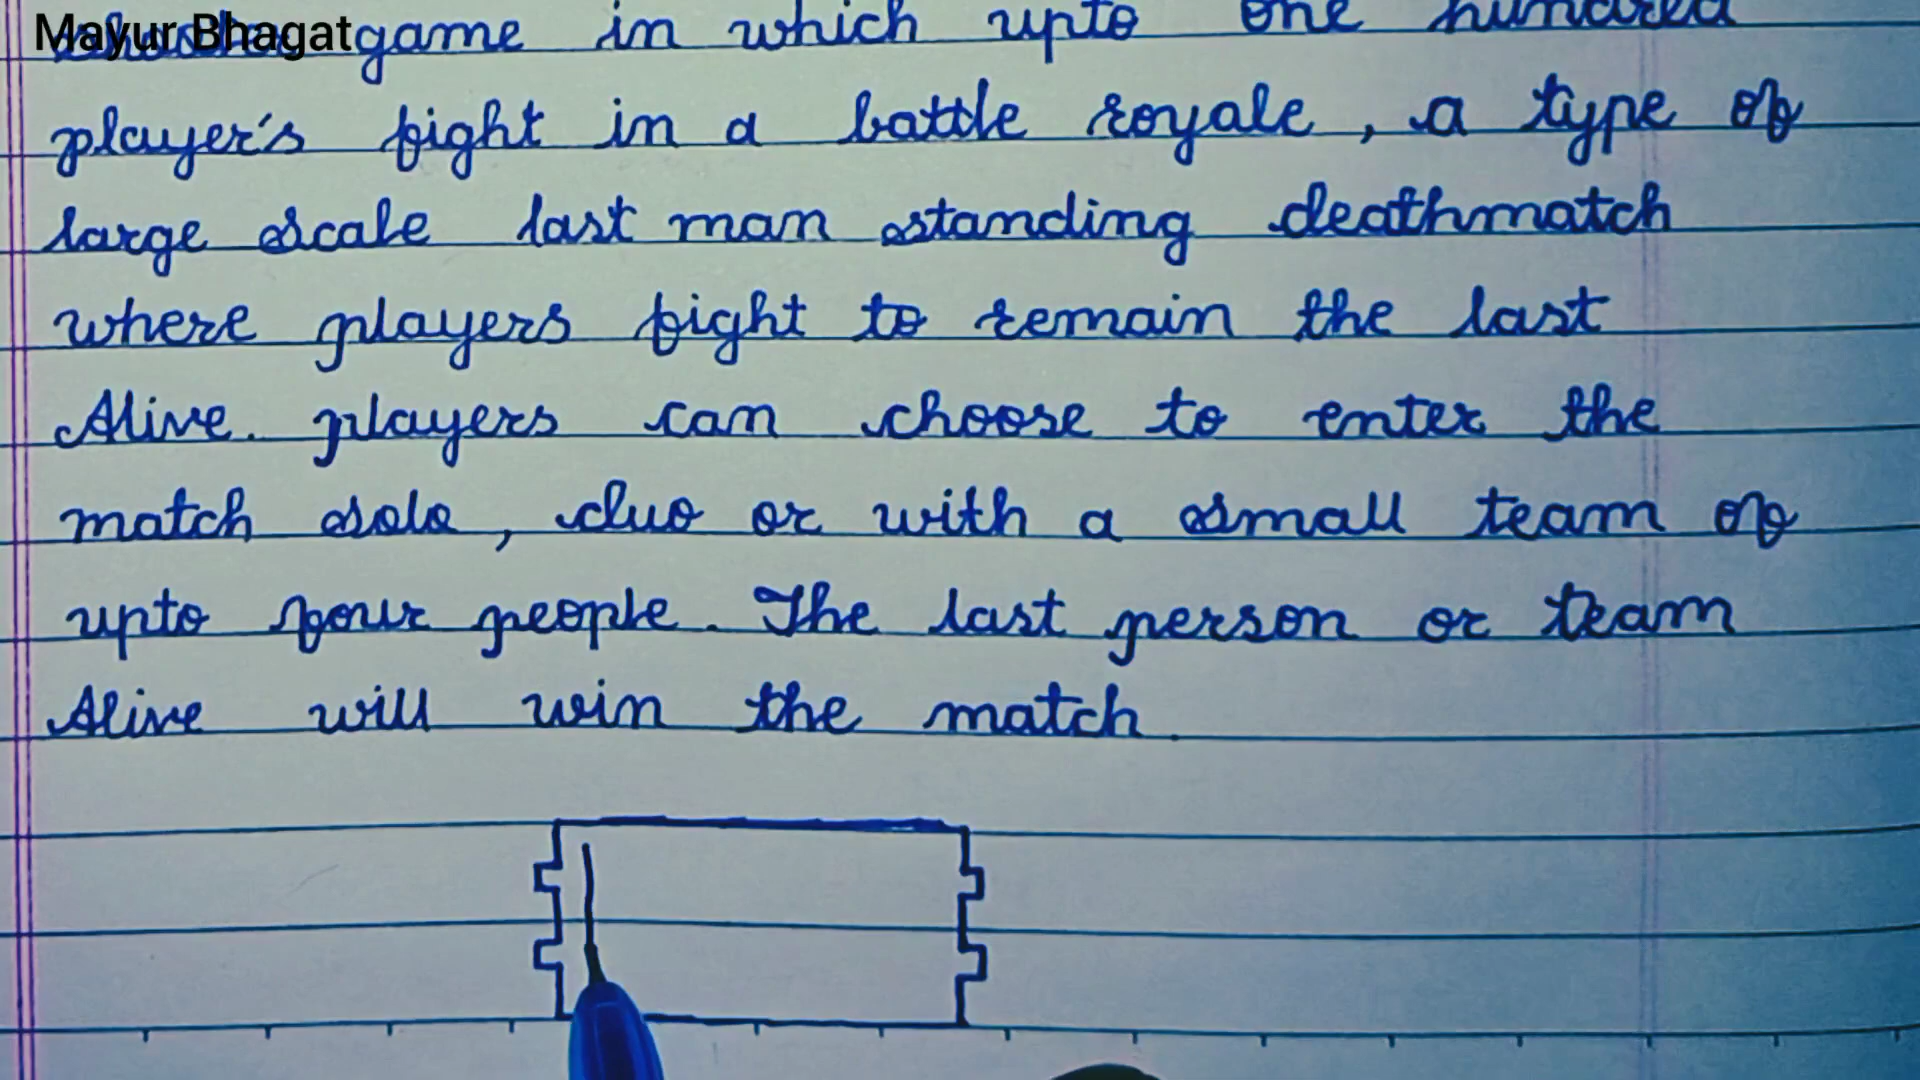 Mayur Bhagat
game in which upto one hundred
player's fight in a battle royale, a type of
large scale last man standing deathmatch
where players fight to remain the last
Alive. players can choose to enter the
match solo, duo or with a small team of
upto four people. The last person or team
Alive will win the match.